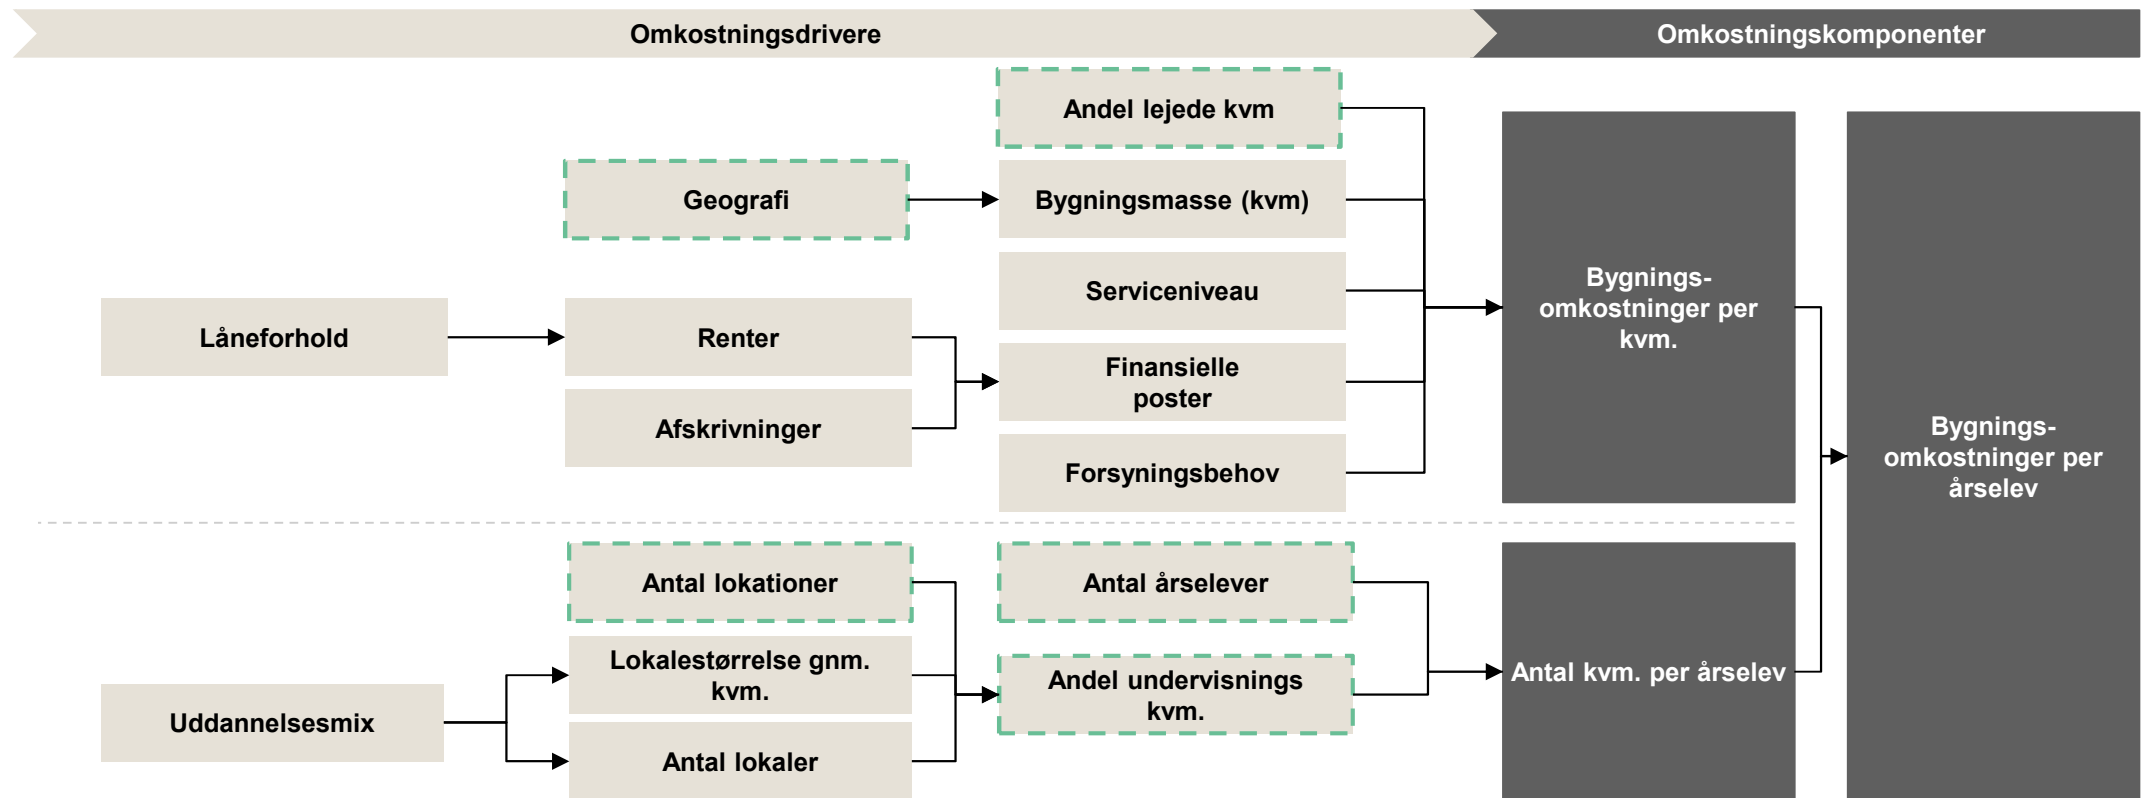 Omkostningsdrivere
Omkostningskomponenter
Andel lejede kvm
Geografi
Bygningsmasse (kvm)
Serviceniveau
Låneforhold
Renter
Finansielle
poster
Afskrivninger
Forsyningsbehov
Bygnings-
omkostninger per
kvm.
Bygnings-
omkostninger per
årselev
Antal lokationer
Antal årselever
Lokalestørrelse gnm.
kvm.
Andel undervisnings
kvm.
Uddannelsesmix
Antal lokaler
Antal kvm. per årselev